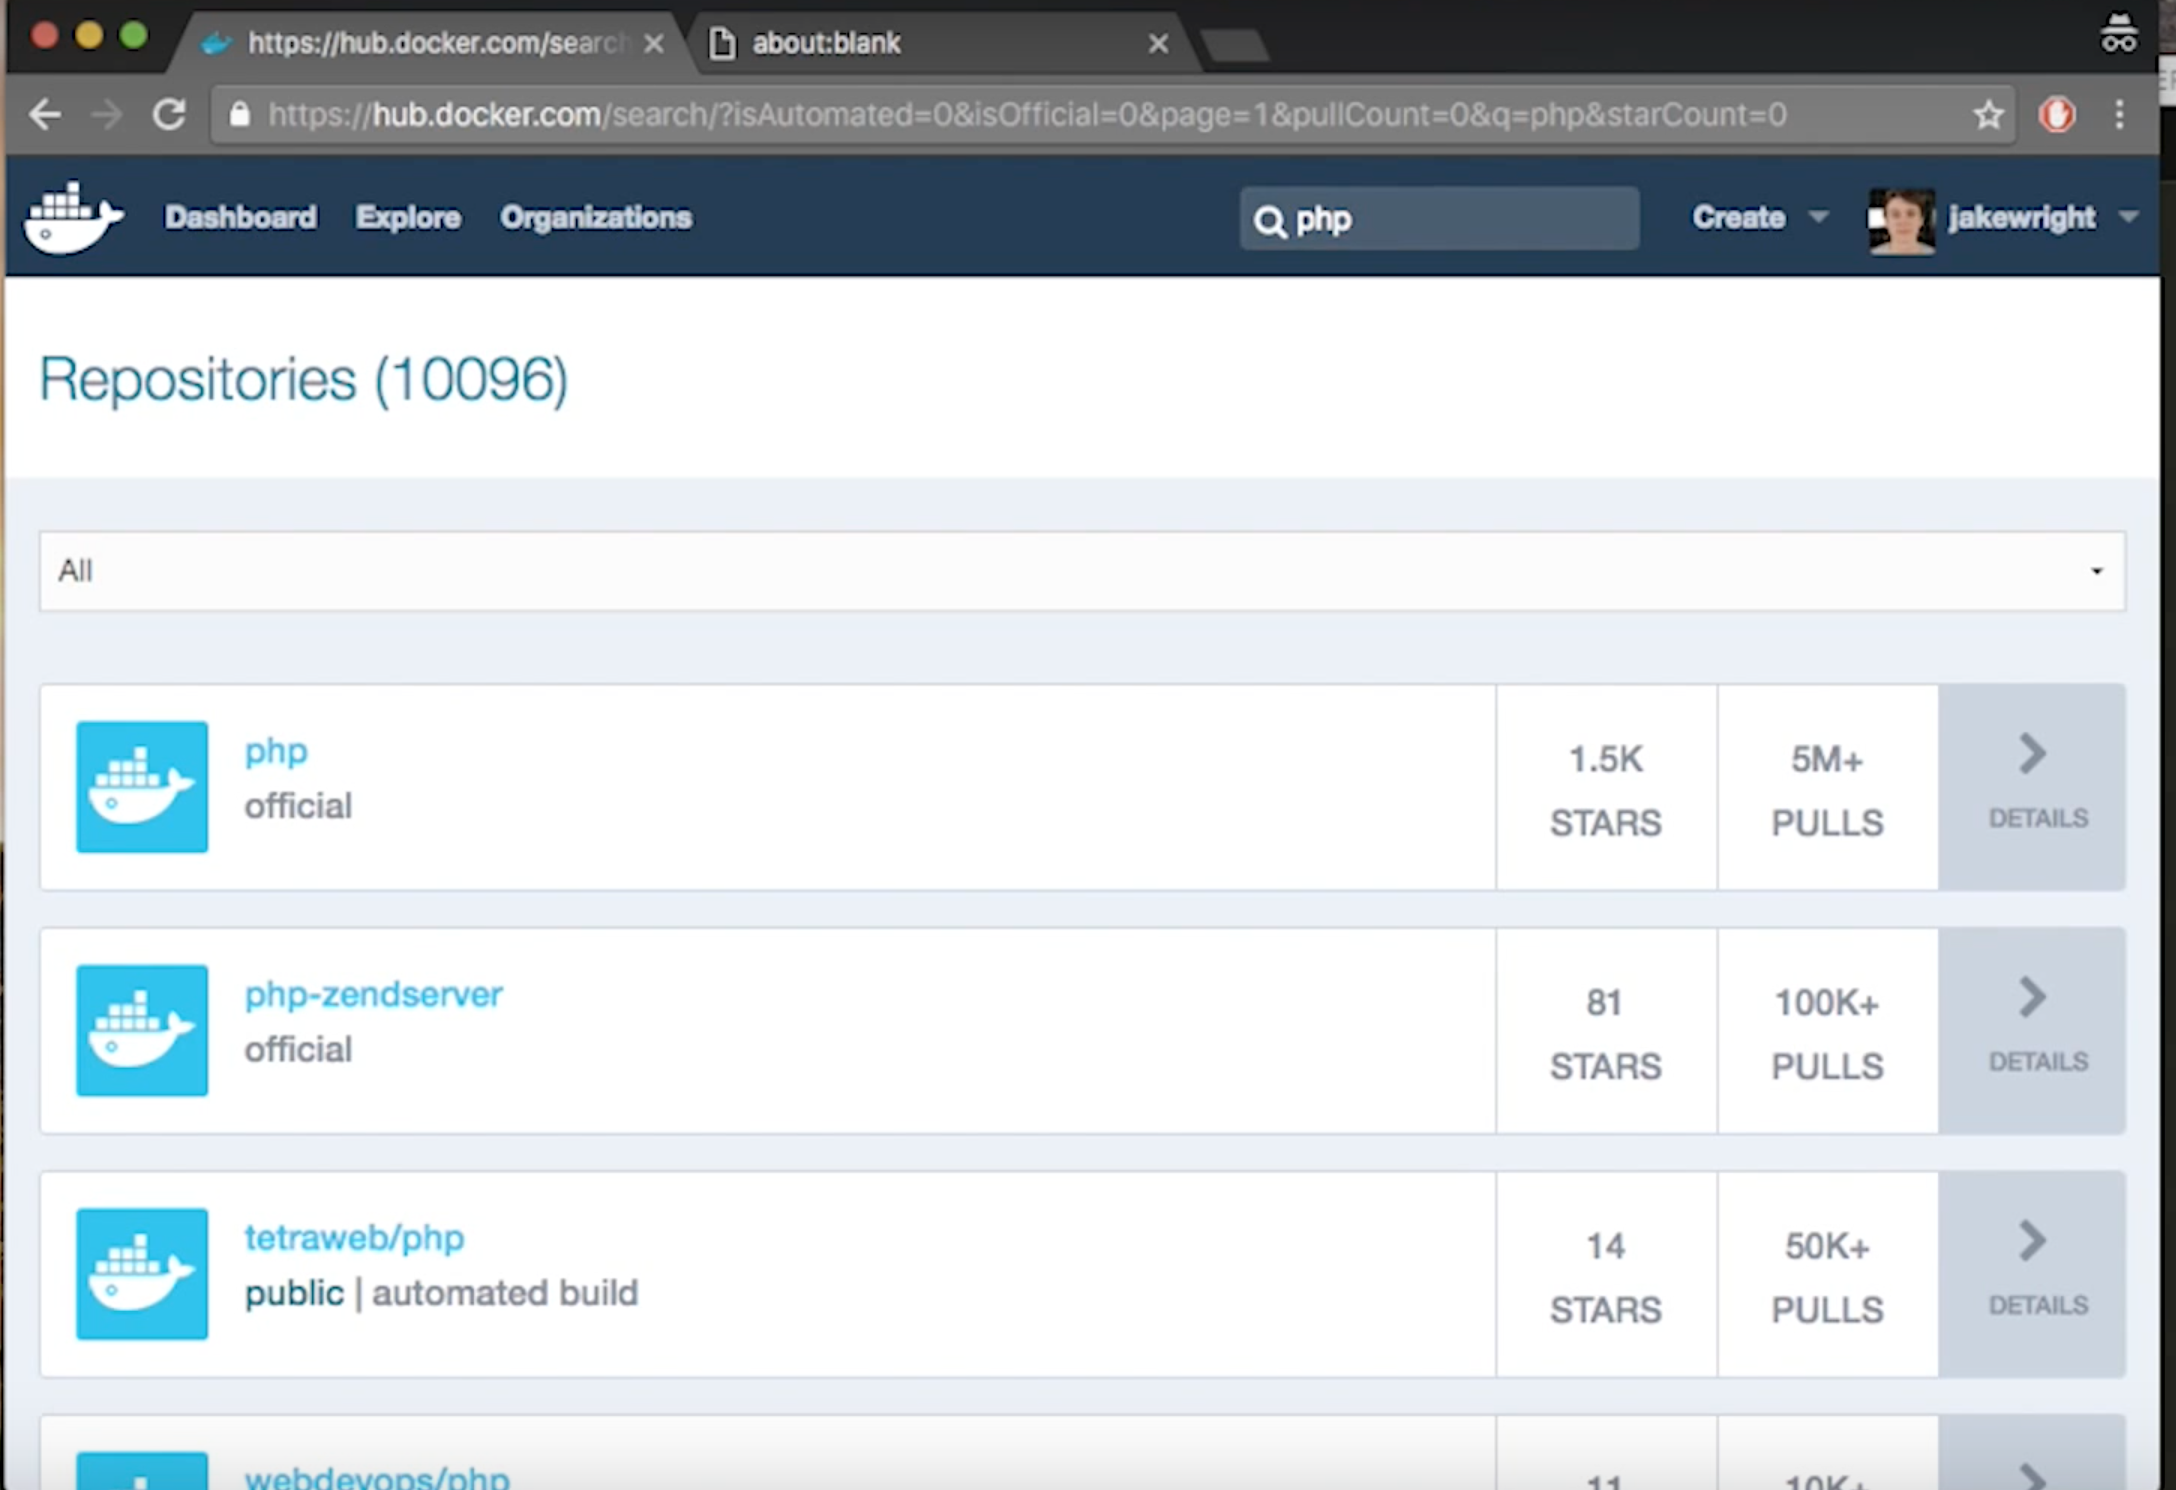 https://hub.docker.com/search
about:blank
https://hub.docker.com/search/?isAutomated=0&isOfficial=0&page=1&pullCount=0&q=php&starCount=0
Dashboard Explore Organizations php Create jakewright
Repositories (10096)
All
php
official
1.5K
STARS
5M+
PULLS
DETAILS
php-zendserver
official
81
STARS
100K+
PULLS
DETAILS
tetraweb/php
public | automated build
14
STARS
50K+
PULLS
DETAILS
webdevops/php
11
10K+